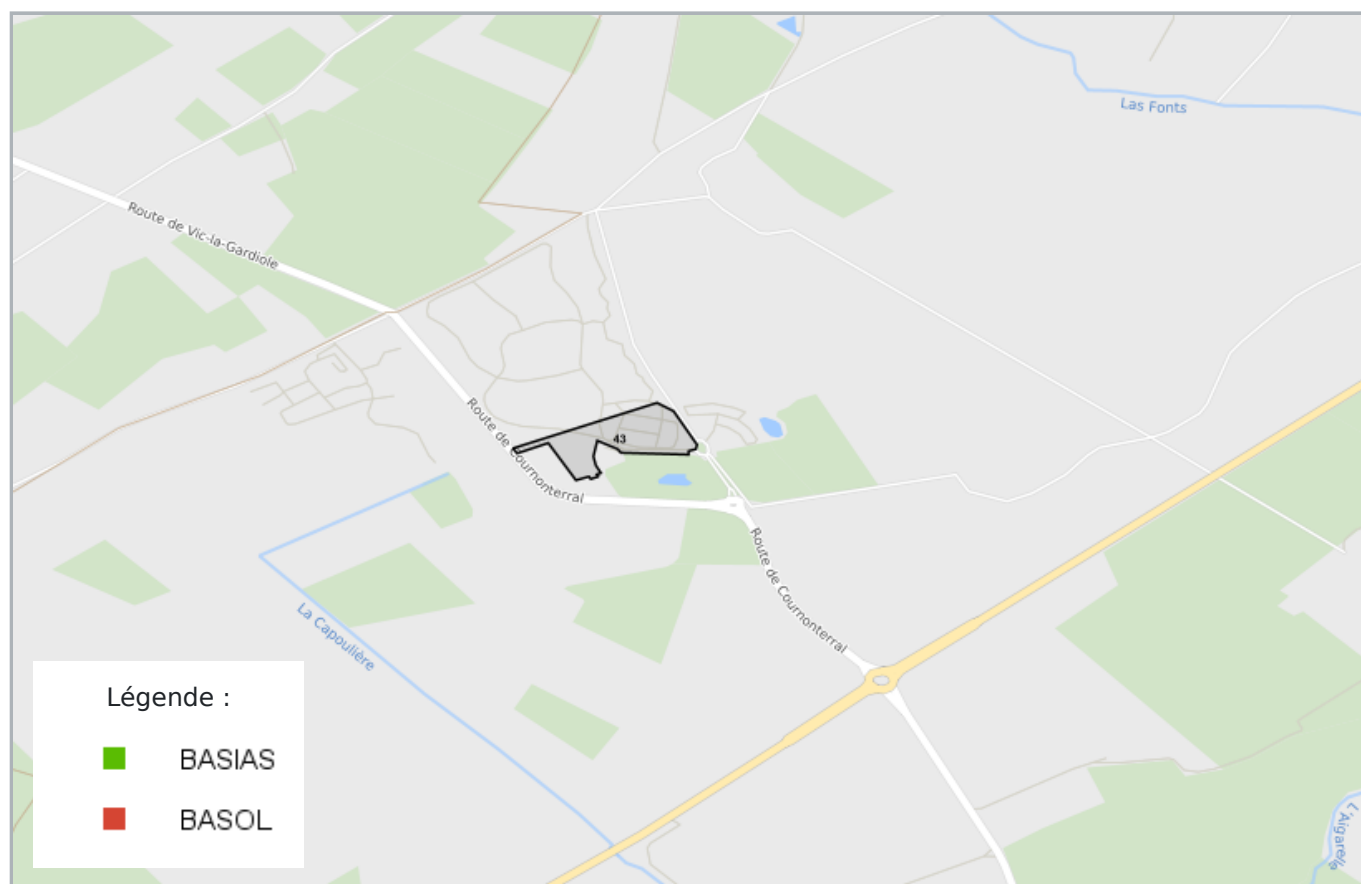 Las Fonts
Route de Vic-la-Gardiole
Route de Cournonterral
43
Route de Cournonterral
La Capoulière
L'Aigarelle
Légende :
BASIAS
BASOL